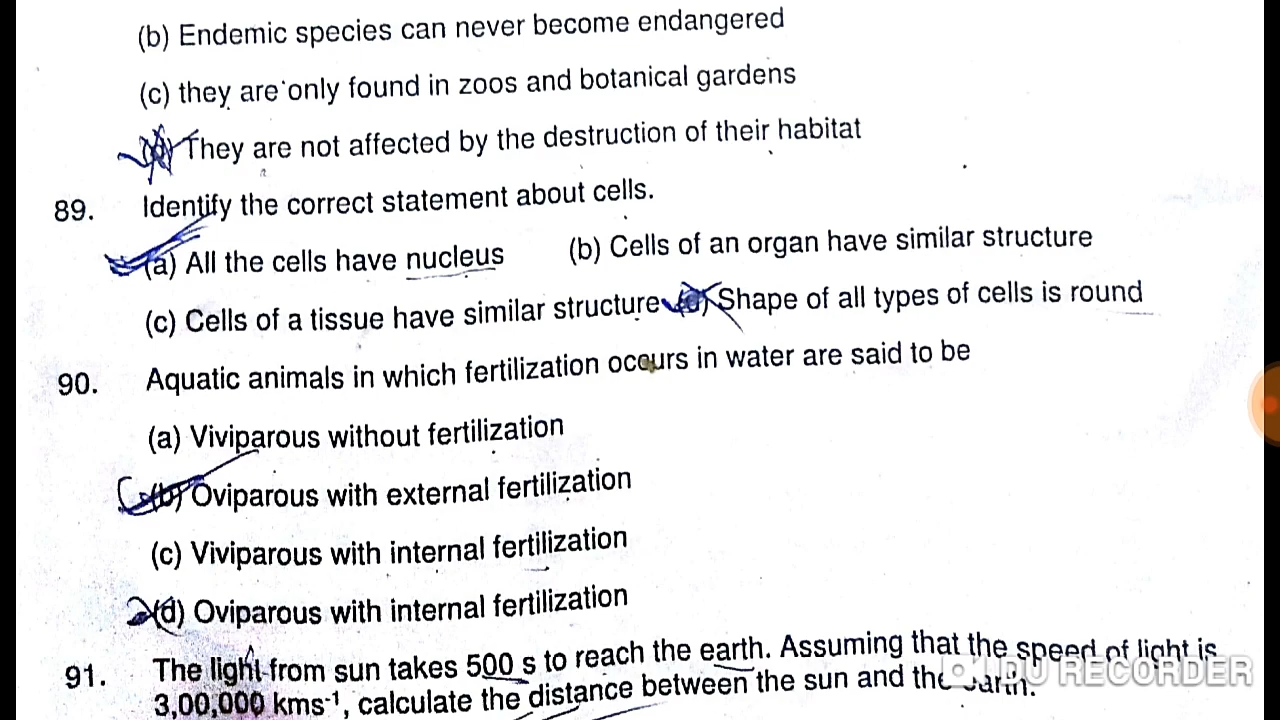 (b) Endemic species can never become endangered
(c) they are only found in zoos and botanical gardens
They are not affected by the destruction of their habitat
89. Identify the correct statement about cells.
(a) All the cells have nucleus (b) Cells of an organ have similar structure
(c) Cells of a tissue have similar structure (d) Shape of all types of cells is round
90. Aquatic animals in which fertilization occurs in water are said to be
(a) Viviparous without fertilization
(b) Oviparous with external fertilization
(c) Viviparous with internal fertilization
(d) Oviparous with internal fertilization
91. The light from sun takes 500 s to reach the earth. Assuming that the speed of light is
3,00,000 kms⁻¹, calculate the distance between the sun and the earth.
DU RECORDER